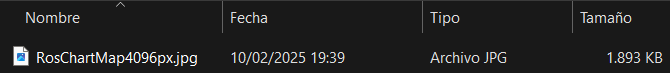 Nombre Fecha Tipo Tamaño
RosChartMap4096px.jpg 10/02/2025 19:39 Archivo JPG 1.893 KB